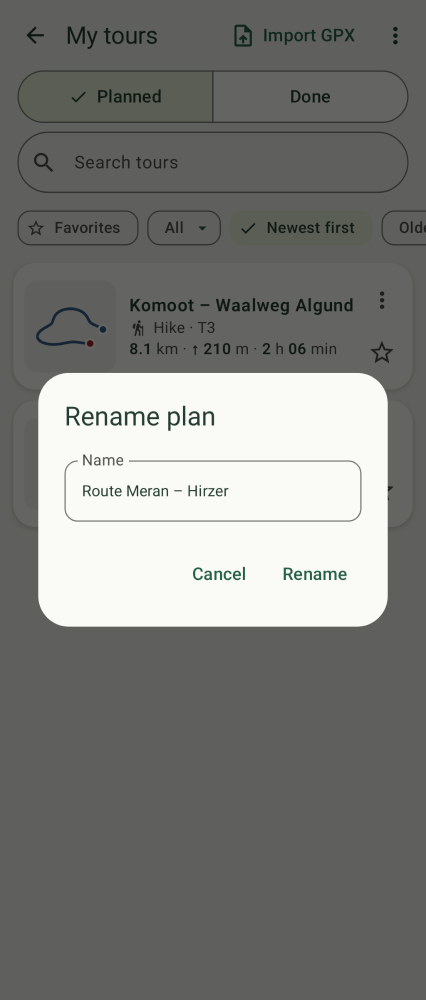 My tours
Import GPX
Planned
Done
Search tours
Favorites
All
Newest first
Olde
Komoot – Waalweg Algund
Hike · T3
8.1 km · ↑ 210 m · 2 h 06 min
Rename plan
Name
Route Meran – Hirzer
Cancel
Rename